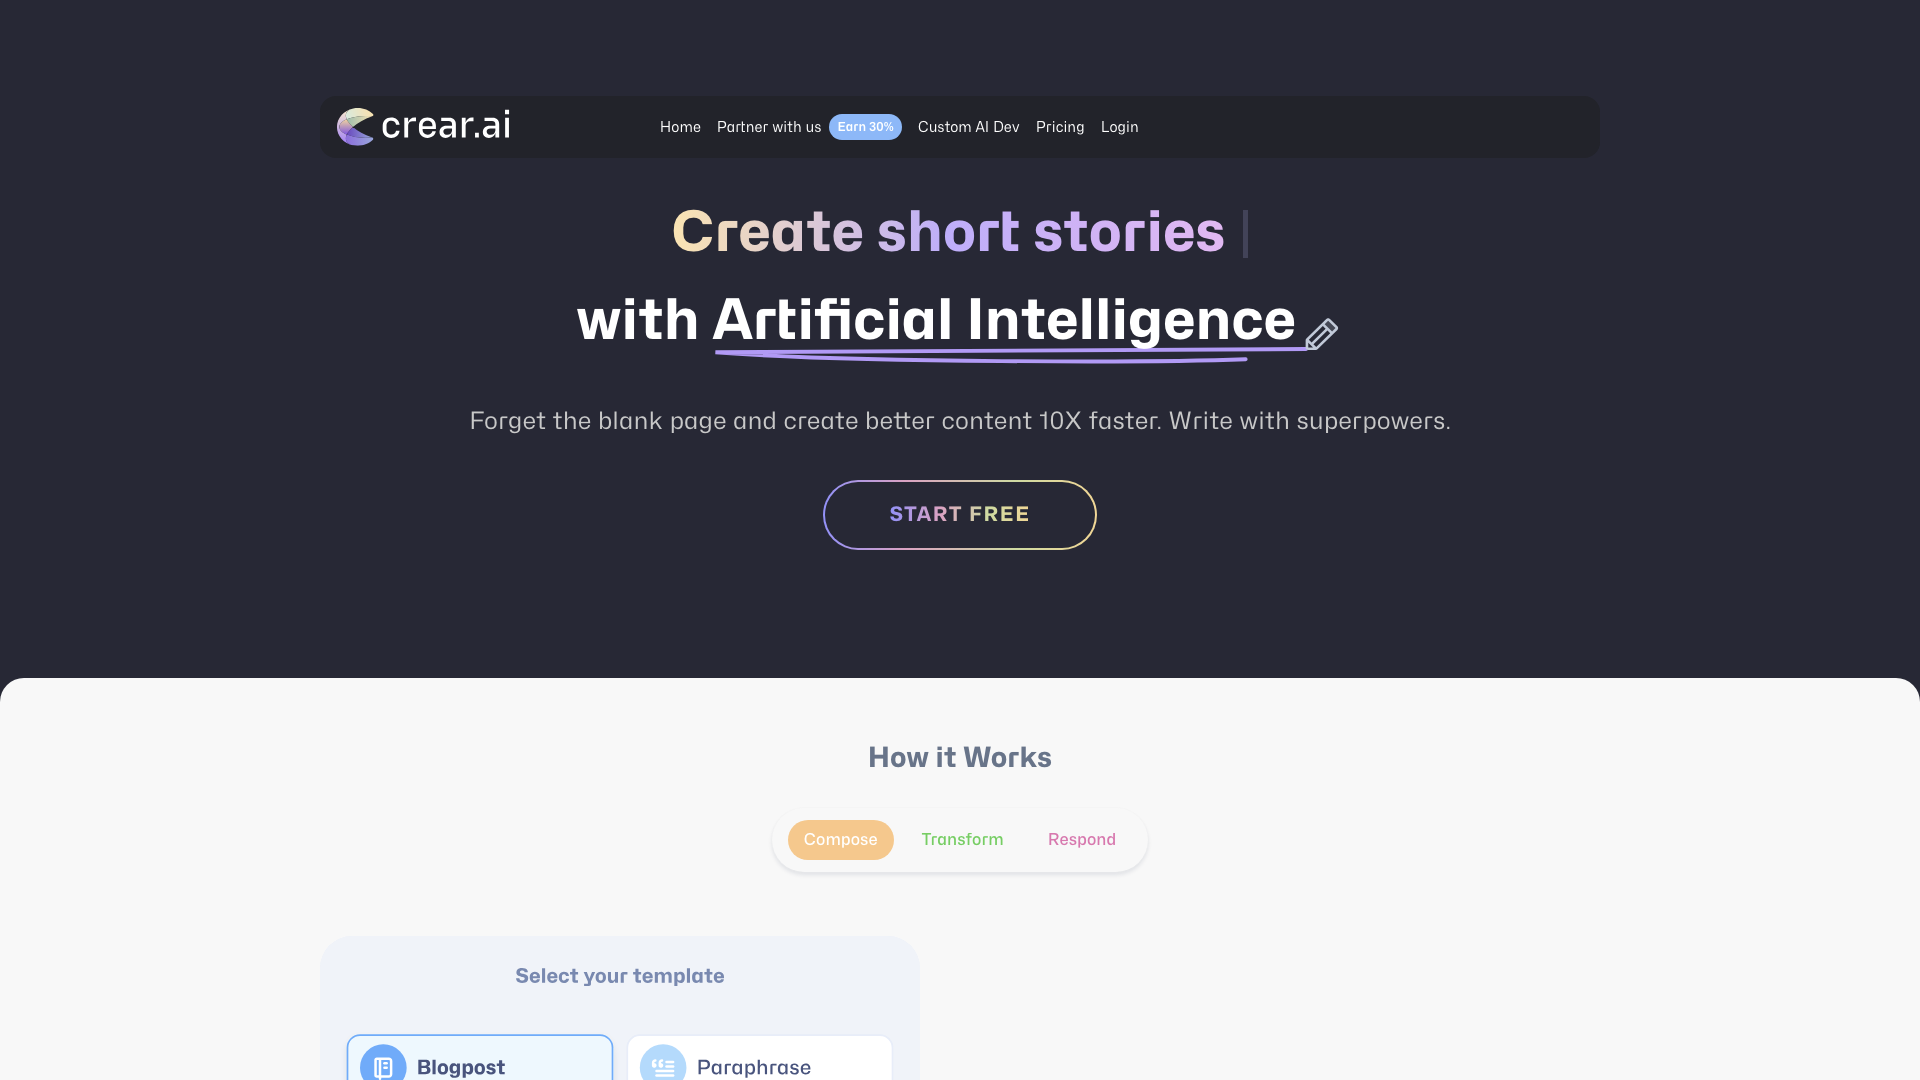 crear.ai
Home Partner with us Earn 30% Custom AI Dev Pricing Login
Create short stories
with Artificial Intelligence
Forget the blank page and create better content 10X faster. Write with superpowers.
START FREE
How it Works
Compose Transform Respond
Select your template
Blogpost Paraphrase